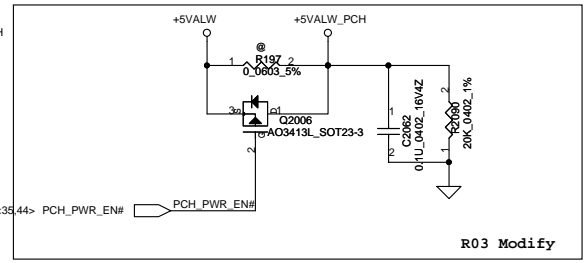 +5VALW
+5VALW_PCH
H
@
1 R197 2
0_0603_5%
3 S D 1
G
Q2006
AO3413L_SOT23-3
2
1
C2062
0.1U_0402_16V4Z
2
2
R2090
20K_0402_1%
1
35,44> PCH_PWR_EN#
PCH_PWR_EN#
R03 Modify